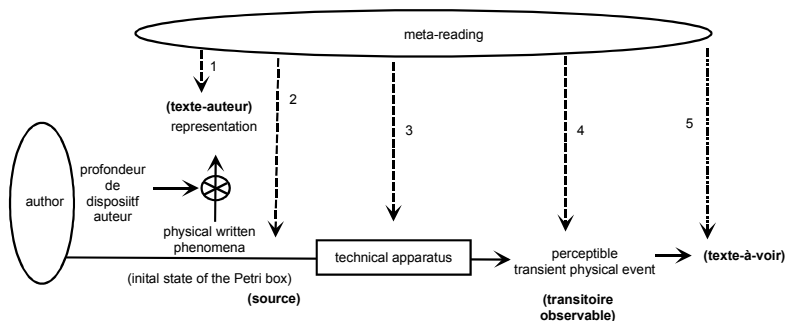 meta-reading
1
2
3
4
5
(texte-auteur)
representation
profondeur
de
dispositif
auteur
author
physical written
phenomena
technical apparatus
perceptible
transient physical event
(texte-à-voir)
(inital state of the Petri box)
(source)
(transitoire
observable)